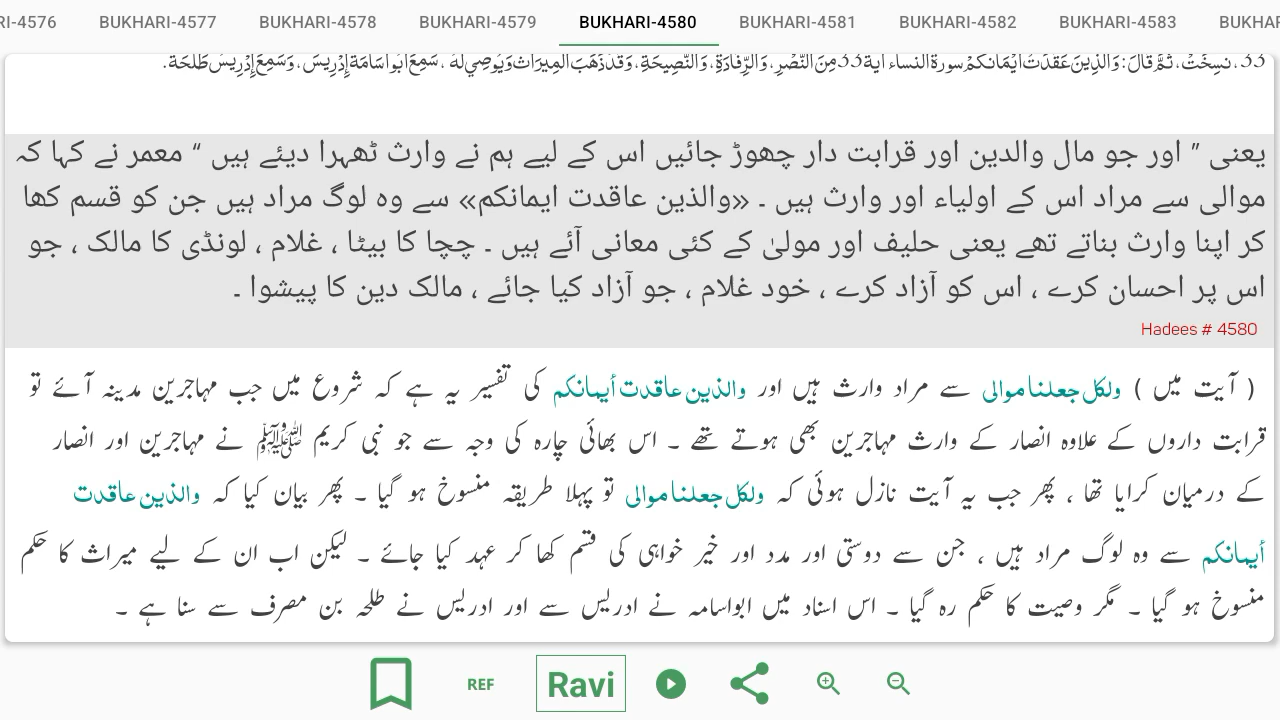 RI-4576 BUKHARI-4577 BUKHARI-4578 BUKHARI-4579 BUKHARI-4580 BUKHARI-4581 BUKHARI-4582 BUKHARI-4583 BUKHAR
33، نُسِخَتْ، ثُمَّ قَالَ: وَالَّذِينَ عَقَدَتْ أَيْمَانُكُمْ سورة النساء آية 33 مِنَ النَّصْرِ، وَالرِّفَادَةِ، وَالنَّصِيحَةِ، وَقَدْ ذَهَبَ الْمِيرَاثُ وَيُوصِي لَهُ ، سَمِعَ أَبُو أُسَامَةَ إِدْرِيسَ، وَسَمِعَ إِدْرِيسُ طَلْحَةَ.
یعنی ” اور جو مال والدین اور قرابت دار چھوڑ جائیں اس کے لیے ہم نے وارث ٹھہرا دیئے ہیں “ معمر نے کہا کہ
موالی سے مراد اس کے اولیاء اور وارث ہیں ۔ «والذين عاقدت ايمانکم‏» سے وہ لوگ مراد ہیں جن کو قسم کھا
کر اپنا وارث بناتے تھے یعنی حلیف اور مولیٰ کے کئی معانی آئے ہیں ۔ چچا کا بیٹا ، غلام ، لونڈی کا مالک ، جو
اس پر احسان کرے ، اس کو آزاد کرے ، خود غلام ، جو آزاد کیا جائے ، مالک دین کا پیشوا ۔
Hadees # 4580
( آیت میں ) ولكل جعلنا موالي سے مراد وارث ہیں اور والذين عاقدت أيمانكم کی تفسیر یہ ہے کہ شروع میں جب مہاجرین مدینہ آئے تو
قرابت داروں کے علاوہ انصار کے وارث مہاجرین بھی ہوتے تھے ۔ اس بھائی چارہ کی وجہ سے جو نبی کریم ﷺ نے مہاجرین اور انصار
کے درمیان کرایا تھا ، پھر جب یہ آیت نازل ہوئی کہ ولكل جعلنا موالي تو پہلا طریقہ منسوخ ہو گیا ۔ پھر بیان کیا کہ والذين عاقدت
أيمانكم سے وہ لوگ مراد ہیں ، جن سے دوستی اور مدد اور خیر خواہی کی قسم کھا کر عہد کیا جائے ۔ لیکن اب ان کے لیے میراث کا حکم
منسوخ ہو گیا ۔ مگر وصیت کا حکم رہ گیا ۔ اس اسناد میں ابواسامہ نے ادریس سے اور ادریس نے طلحہ بن مصرف سے سنا ہے ۔
REF Ravi